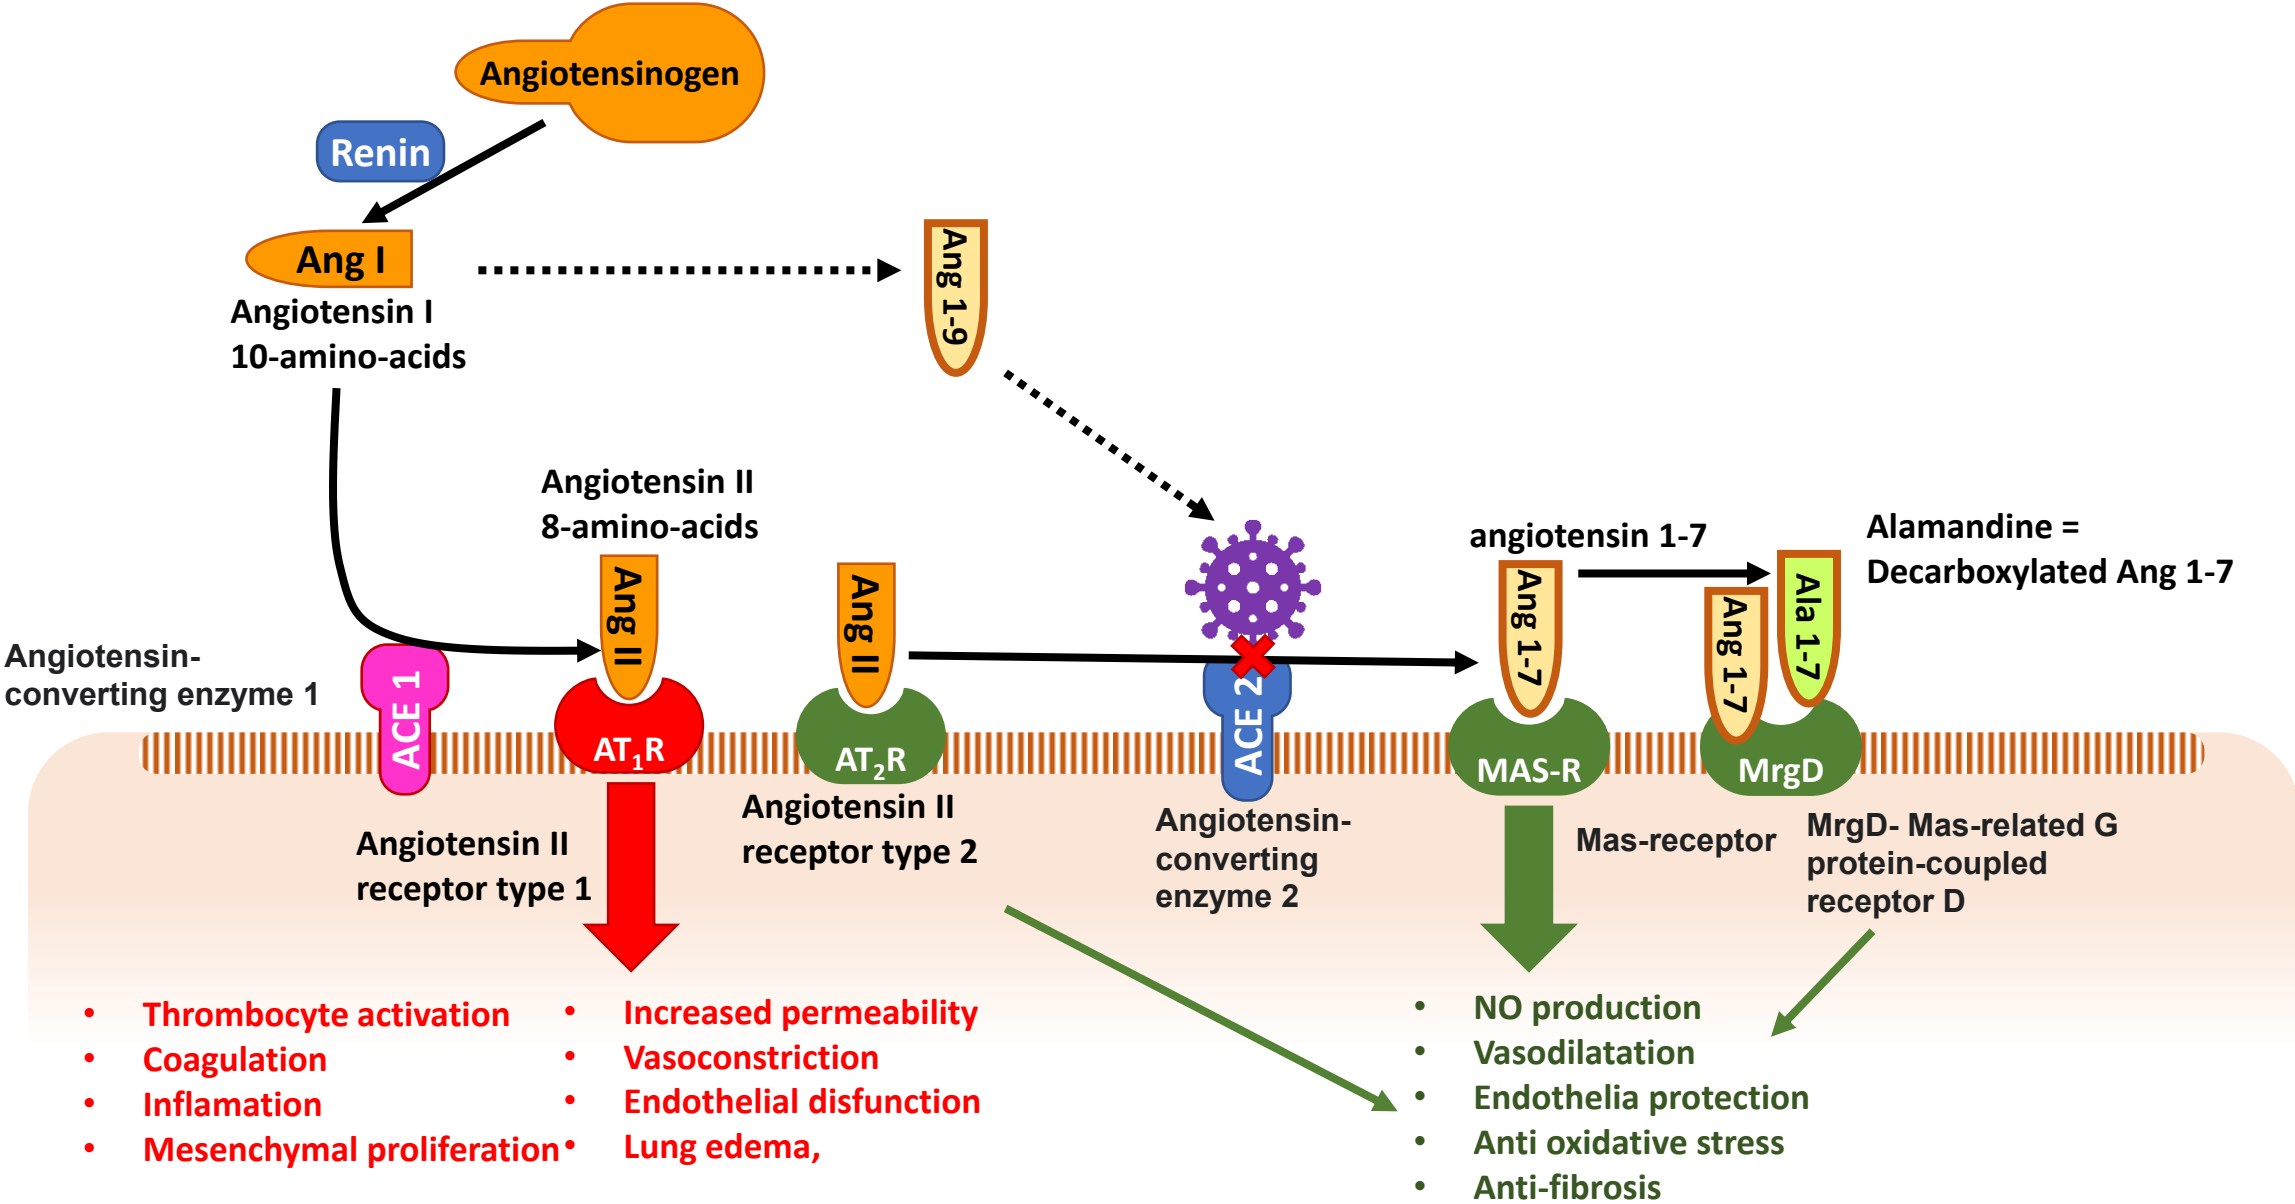 Angiotensinogen
Renin
Ang I
Angiotensin I
10-amino-acids
Ang 1-9
Angiotensin II
8-amino-acids
Ang II
Ang II
angiotensin 1-7
Ang 1-7
Ang 1-7
Ala 1-7
Alamandine =
Decarboxylated Ang 1-7
Angiotensin-
converting enzyme 1
ACE 1
AT1R
AT2R
ACE 2
MAS-R
MrgD
Angiotensin II
receptor type 1
Angiotensin II
receptor type 2
Angiotensin-
converting
enzyme 2
Mas-receptor
MrgD- Mas-related G
protein-coupled
receptor D
• Thrombocyte activation
• Coagulation
• Inflamation
• Mesenchymal proliferation
• Increased permeability
• Vasoconstriction
• Endothelial disfunction
• Lung edema,
• NO production
• Vasodilatation
• Endothelia protection
• Anti oxidative stress
• Anti-fibrosis